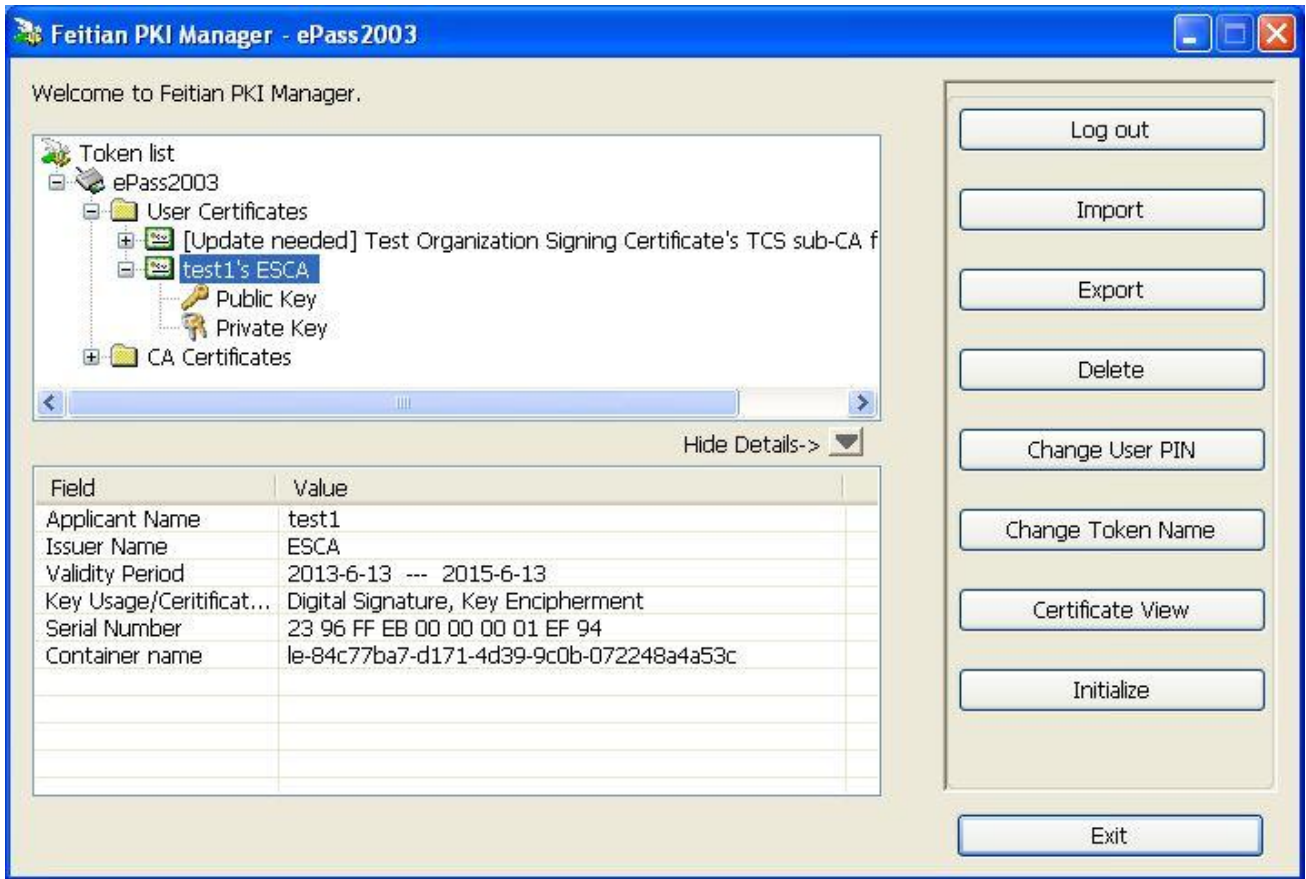 Feitian PKI Manager - ePass2003
Welcome to Feitian PKI Manager.
Token list
ePass2003
User Certificates
[Update needed] Test Organization Signing Certificate's TCS sub-CA f
test1's ESCA
Public Key
Private Key
CA Certificates
Hide Details->
Field Value
Applicant Name test1
Issuer Name ESCA
Validity Period 2013-6-13 --- 2015-6-13
Key Usage/Ceritificat... Digital Signature, Key Encipherment
Serial Number 23 96 FF EB 00 00 00 01 EF 94
Container name le-84c77ba7-d171-4d39-9c0b-072248a4a53c
Log out
Import
Export
Delete
Change User PIN
Change Token Name
Certificate View
Initialize
Exit